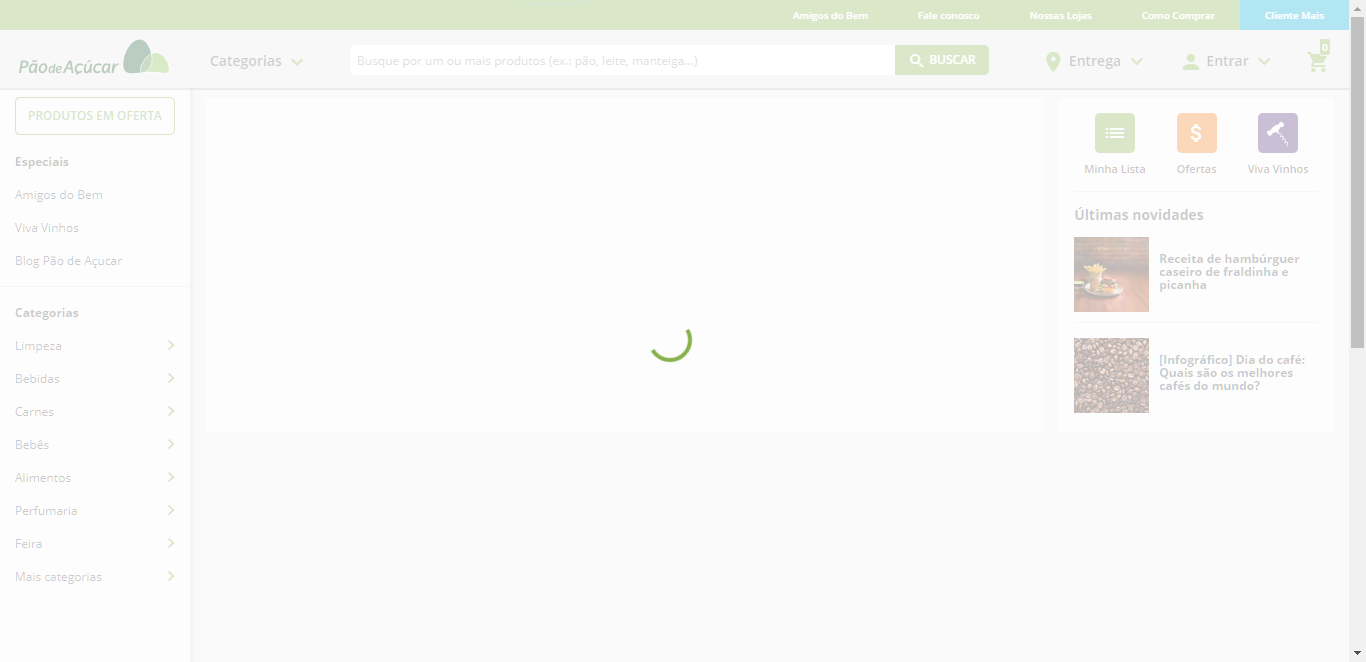 Amigos do Bem
Fale conosco
Nossas Lojas
Como Comprar
Cliente Mais
PãodeAçúcar
Categorias
Busque por um ou mais produtos (ex.: pão, leite, manteiga...)
BUSCAR
Entrega
Entrar
0
PRODUTOS EM OFERTA
Especiais
Amigos do Bem
Viva Vinhos
Blog Pão de Açucar
Categorias
Limpeza
Bebidas
Carnes
Bebês
Alimentos
Perfumaria
Feira
Mais categorias
$
Minha Lista
Ofertas
Viva Vinhos
Últimas novidades
Receita de hambúrguer
caseiro de fraldinha e
picanha
[Infográfico] Dia do café:
Quais são os melhores
cafés do mundo?